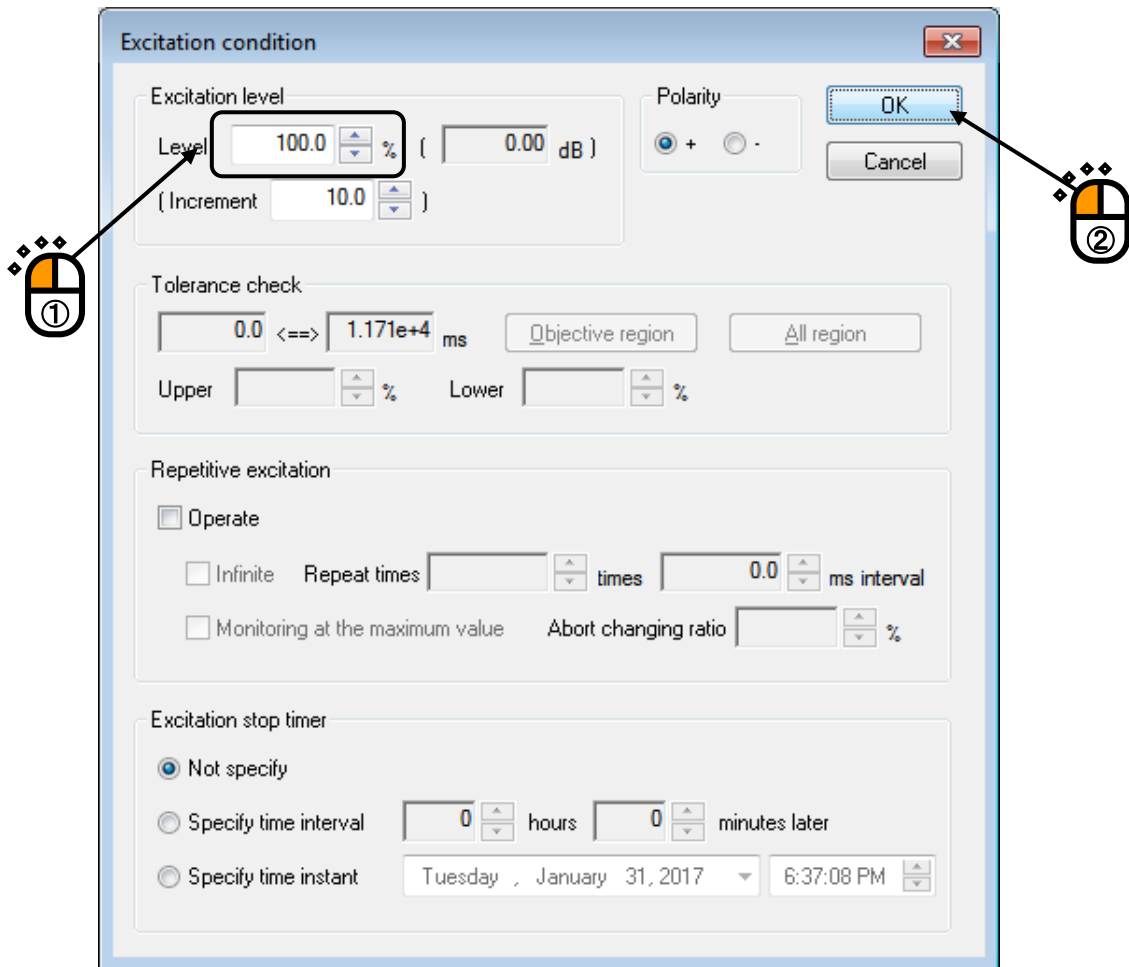 Excitation condition
Excitation level
Level 100.0 % ( 0.00 dB )
( Increment 10.0 )
Polarity
+ -
OK
Cancel
①
②
Tolerance check
0.0 <==> 1.171e+4 ms Objective region All region
Upper % Lower %
Repetitive excitation
Operate
Infinite Repeat times times 0.0 ms interval
Monitoring at the maximum value Abort changing ratio %
Excitation stop timer
Not specify
Specify time interval 0 hours 0 minutes later
Specify time instant Tuesday , January 31, 2017 6:37:08 PM